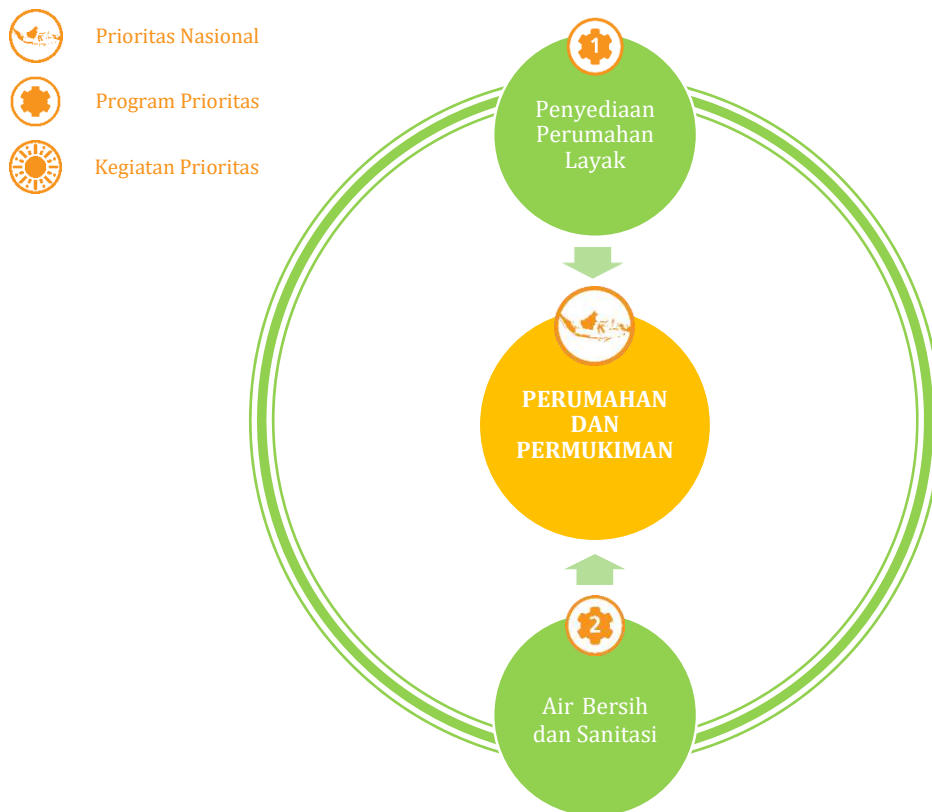 Prioritas Nasional
Program Prioritas
Kegiatan Prioritas
1
Penyediaan
Perumahan
Layak
PERUMAHAN
DAN
PERMUKIMAN
2
Air Bersih
dan Sanitasi